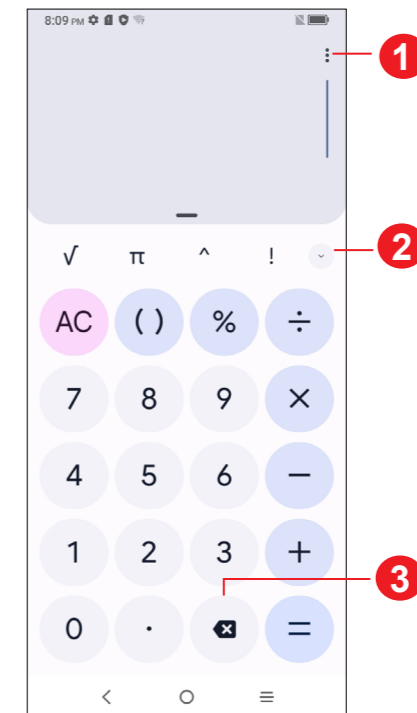 8:09 PM
1
√ π ^ ! 2
AC ( ) % ÷
7 8 9 ×
4 5 6 −
1 2 3 +
3
0 . =